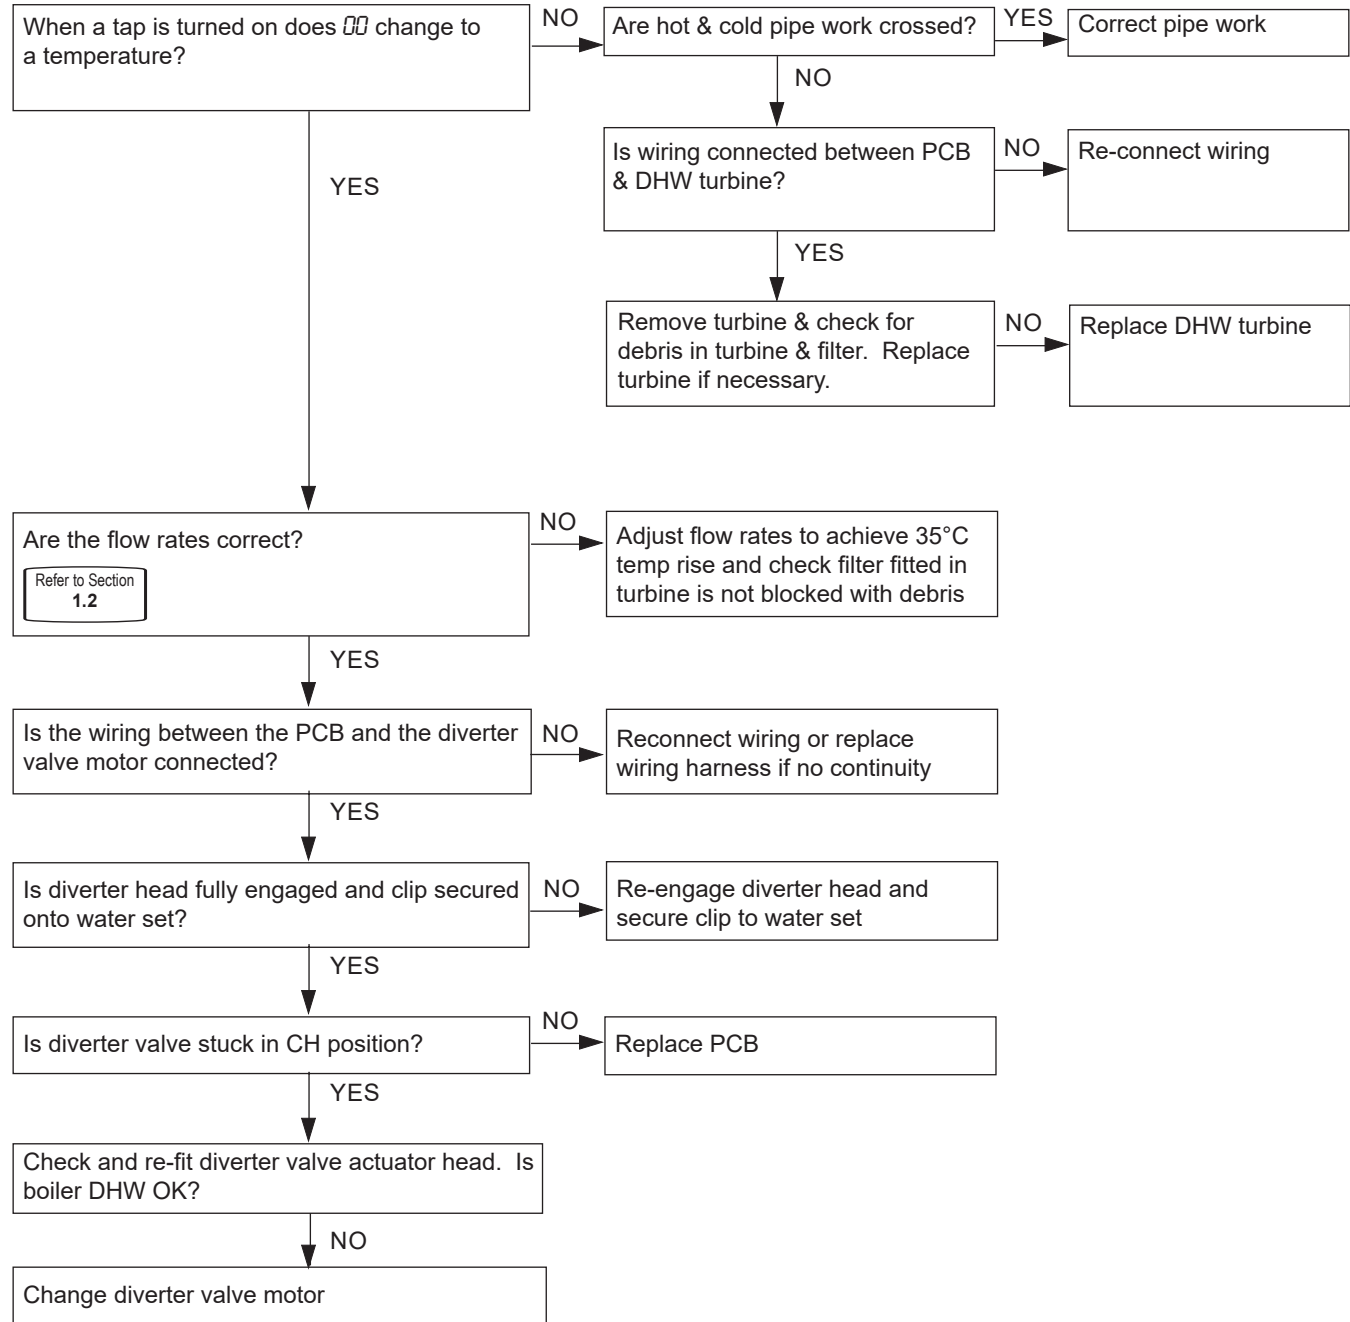 When a tap is turned on does 00 change to
a temperature?
NO
Are hot & cold pipe work crossed?
YES
Correct pipe work
NO
Is wiring connected between PCB
& DHW turbine?
NO
Re-connect wiring
YES
YES
Remove turbine & check for
debris in turbine & filter. Replace
turbine if necessary.
NO
Replace DHW turbine
Are the flow rates correct?
Refer to Section
1.2
NO
Adjust flow rates to achieve 35°C
temp rise and check filter fitted in
turbine is not blocked with debris
YES
Is the wiring between the PCB and the diverter
valve motor connected?
NO
Reconnect wiring or replace
wiring harness if no continuity
YES
Is diverter head fully engaged and clip secured
onto water set?
NO
Re-engage diverter head and
secure clip to water set
YES
Is diverter valve stuck in CH position?
NO
Replace PCB
YES
Check and re-fit diverter valve actuator head. Is
boiler DHW OK?
NO
Change diverter valve motor